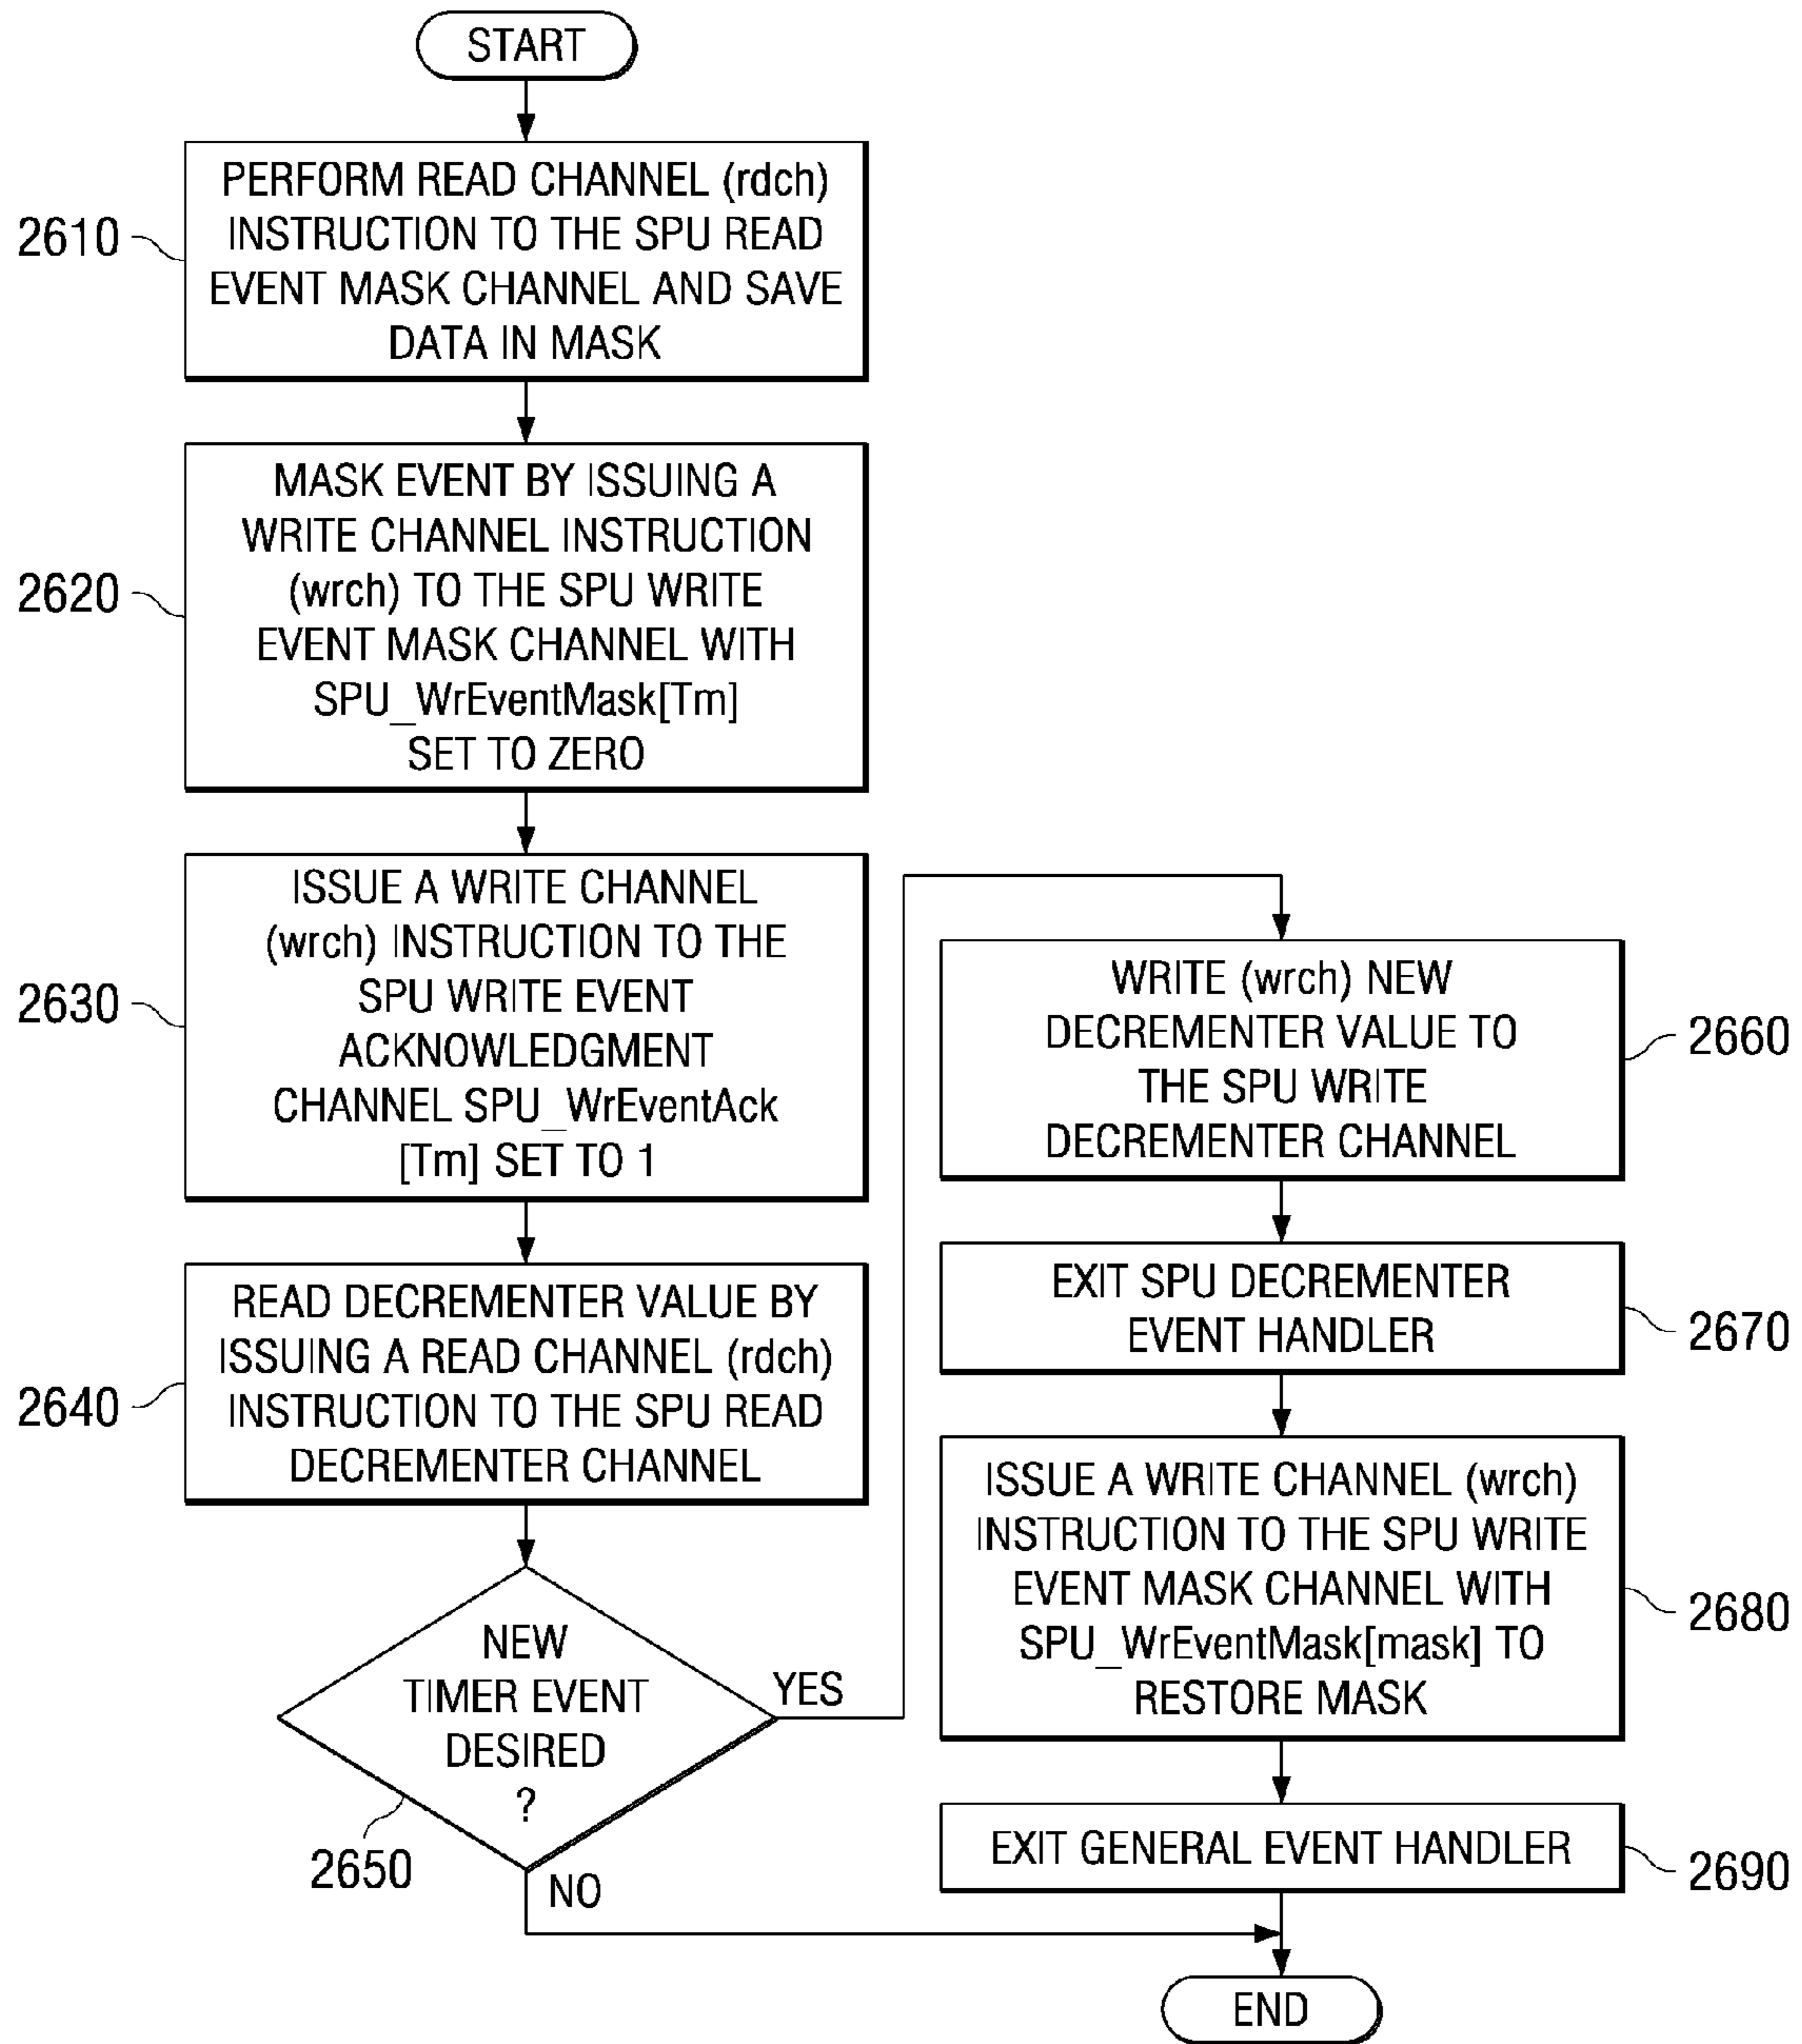 START
2610
PERFORM READ CHANNEL (rdch)
INSTRUCTION TO THE SPU READ
EVENT MASK CHANNEL AND SAVE
DATA IN MASK
2620
MASK EVENT BY ISSUING A
WRITE CHANNEL INSTRUCTION
(wrch) TO THE SPU WRITE
EVENT MASK CHANNEL WITH
SPU_WrEventMask[Tm]
SET TO ZERO
2630
ISSUE A WRITE CHANNEL
(wrch) INSTRUCTION TO THE
SPU WRITE EVENT
ACKNOWLEDGMENT
CHANNEL SPU_WrEventAck
[Tm] SET TO 1
2640
READ DECREMENTER VALUE BY
ISSUING A READ CHANNEL (rdch)
INSTRUCTION TO THE SPU READ
DECREMENTER CHANNEL
NEW
TIMER EVENT
DESIRED
?
2650
YES
NO
WRITE (wrch) NEW
DECREMENTER VALUE TO
THE SPU WRITE
DECREMENTER CHANNEL
2660
EXIT SPU DECREMENTER
EVENT HANDLER
2670
ISSUE A WRITE CHANNEL (wrch)
INSTRUCTION TO THE SPU WRITE
EVENT MASK CHANNEL WITH
SPU_WrEventMask[mask] TO
RESTORE MASK
2680
EXIT GENERAL EVENT HANDLER
2690
END